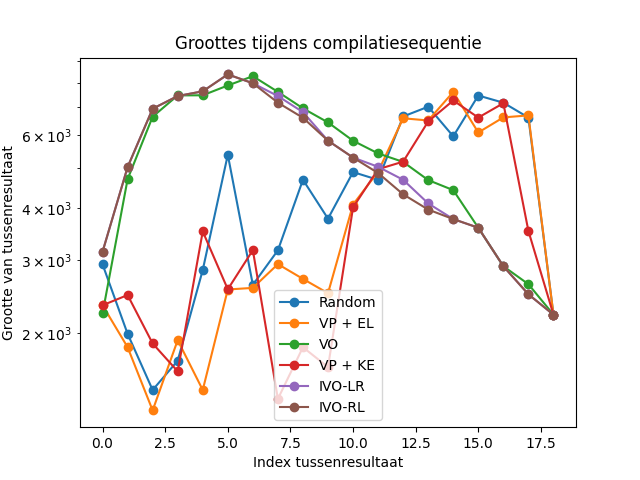 Groottes tijdens compilatiesequentie
Grootte van tussenresultaat
6 × 10³
4 × 10³
3 × 10³
2 × 10³
Random
VP + EL
VO
VP + KE
IVO-LR
IVO-RL
0.0 2.5 5.0 7.5 10.0 12.5 15.0 17.5
Index tussenresultaat